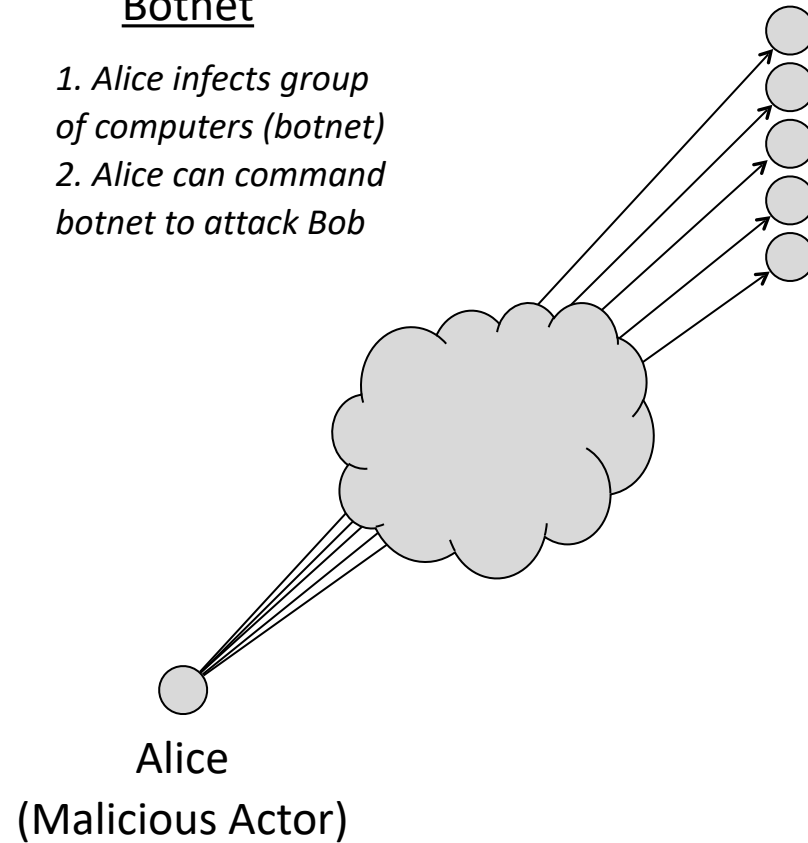 Botnet
1. Alice infects group
of computers (botnet)
2. Alice can command
botnet to attack Bob
Alice
(Malicious Actor)